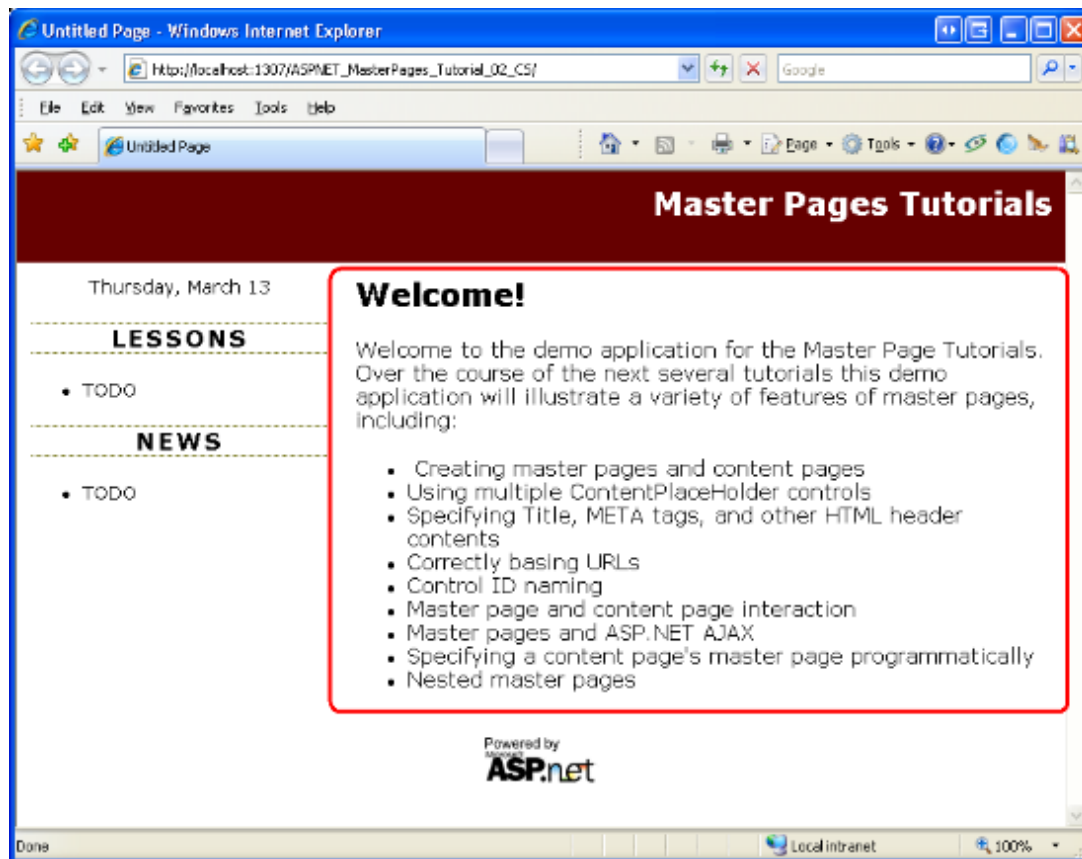 Untitled Page - Windows Internet Explorer
http://localhost:1307/ASPNET_MasterPages_Tutorial_02_CS/
Google
File Edit View Favorites Tools Help
Untitled Page
Page
Tools
Master Pages Tutorials
Thursday, March 13
LESSONS
• TODO
NEWS
• TODO
Welcome!
Welcome to the demo application for the Master Page Tutorials.
Over the course of the next several tutorials this demo
application will illustrate a variety of features of master pages,
including:
• Creating master pages and content pages
• Using multiple ContentPlaceHolder controls
• Specifying Title, META tags, and other HTML header
contents
• Correctly basing URLs
• Control ID naming
• Master page and content page interaction
• Master pages and ASP.NET AJAX
• Specifying a content page's master page programmatically
• Nested master pages
Powered by
Microsoft
ASP.net
Done
Local intranet
100%